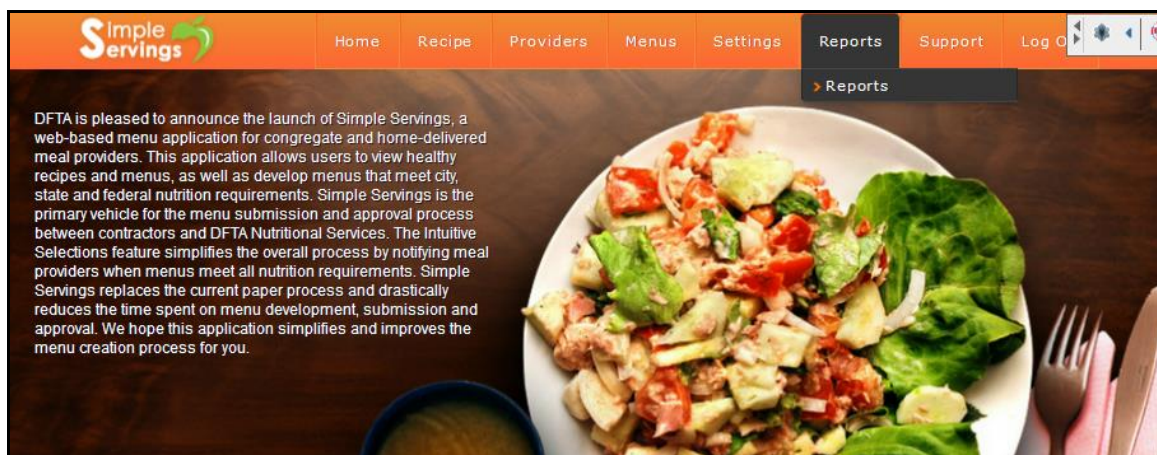 Simple
Servings
Home Recipe Providers Menus Settings Reports Support Log O
Reports
DFTA is pleased to announce the launch of Simple Servings, a
web-based menu application for congregate and home-delivered
meal providers. This application allows users to view healthy
recipes and menus, as well as develop menus that meet city,
state and federal nutrition requirements. Simple Servings is the
primary vehicle for the menu submission and approval process
between contractors and DFTA Nutritional Services. The Intuitive
Selections feature simplifies the overall process by notifying meal
providers when menus meet all nutrition requirements. Simple
Servings replaces the current paper process and drastically
reduces the time spent on menu development, submission and
approval. We hope this application simplifies and improves the
menu creation process for you.